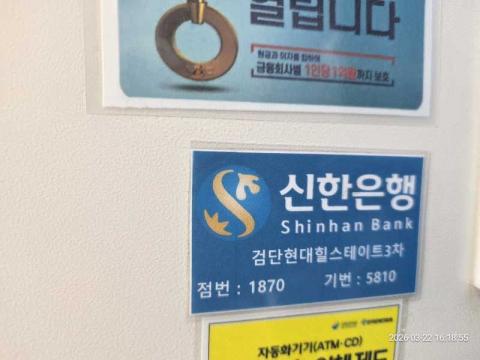 열립니다
원금과 이자를 합하여
금융회사별 1인당 1억원까지 보호
신한은행
Shinhan Bank
검단현대힐스테이트3차
점번 : 1870 기번 : 5810
자동화기기(ATM·CD)
2026-03-22 16:18:55